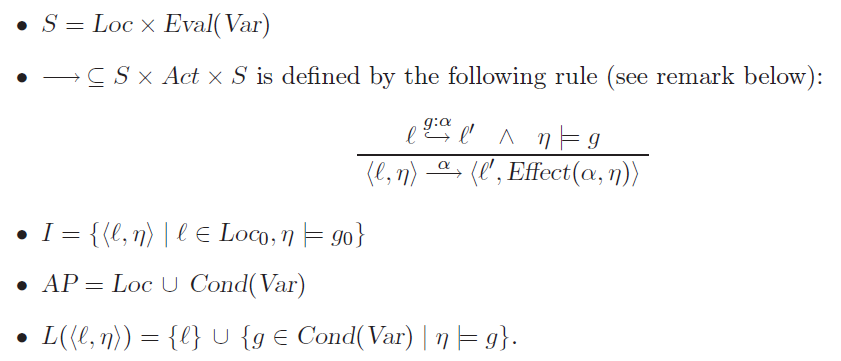 • S = Loc × Eval(Var)
• ⟶ ⊆ S × Act × S is defined by the following rule (see remark below):
ℓ ↪^{g:α} ℓ′ ∧ η ⊨ g
⟨ℓ, η⟩ —α→ ⟨ℓ′, Effect(α, η)⟩
• I = {⟨ℓ, η⟩ | ℓ ∈ Loc₀, η ⊨ g₀}
• AP = Loc ∪ Cond(Var)
• L(⟨ℓ, η⟩) = {ℓ} ∪ {g ∈ Cond(Var) | η ⊨ g}.